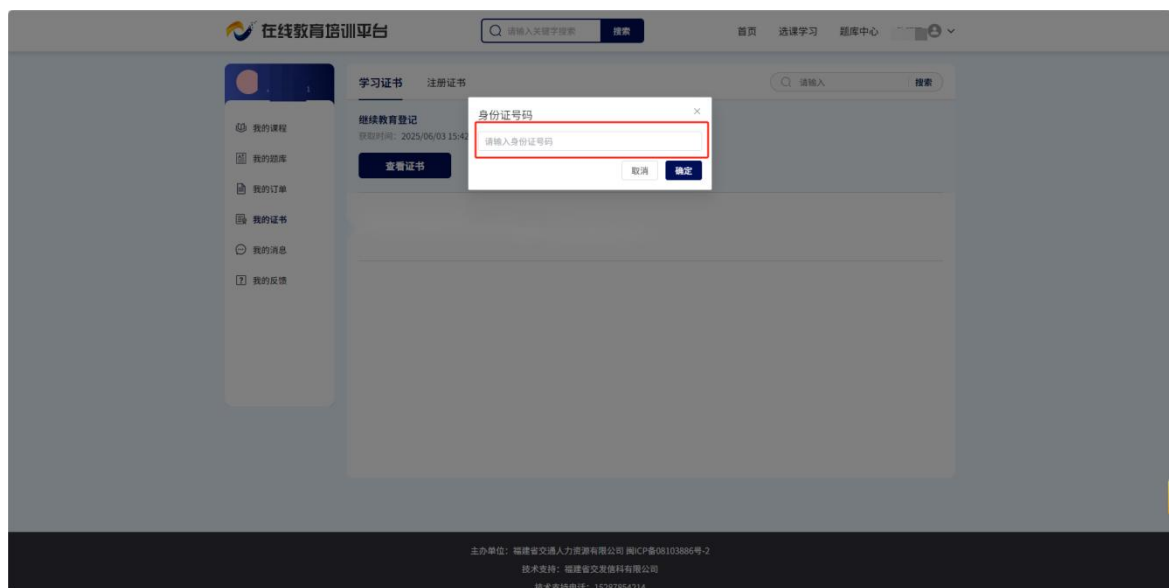 在线教育培训平台
请输入关键字搜索
搜索
首页
选课学习
题库中心
学习证书
注册证书
请输入
搜索
身份证号码
继续教育登记
获取时间: 2025/06/03 15:42
请输入身份证号码
查看证书
取消
确定
我的课程
我的题库
我的订单
我的证书
我的消息
我的反馈
主办单位: 福建省交通人力资源有限公司 闽ICP备08103886号-2
技术支持: 福建省交发信科有限公司